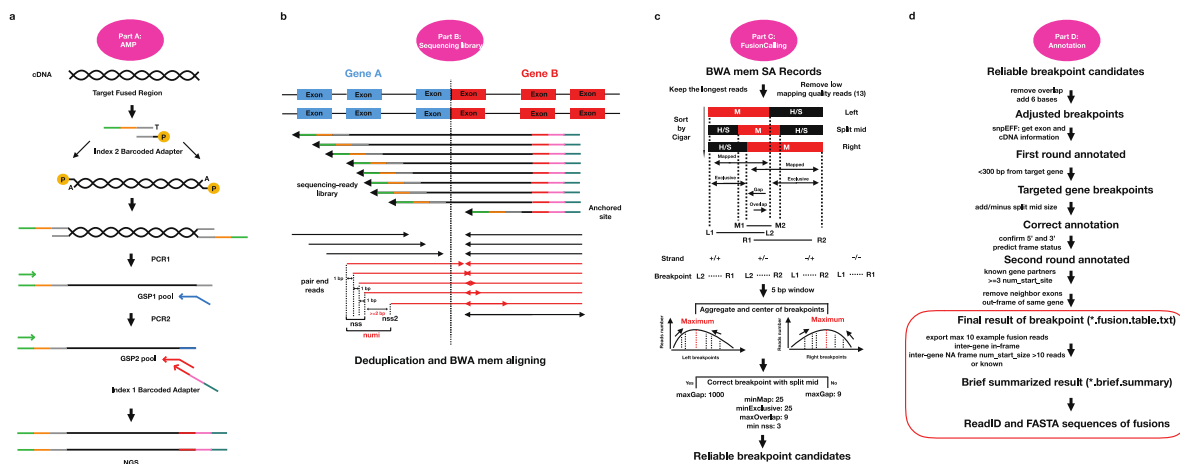 a
Part A:
AMP
cDNA
Target Fused Region
T
P
Index 2 Barcoded Adapter
P
A
A
P
PCR1
GSP1 pool
PCR2
GSP2 pool
Index 1 Barcoded Adapter
NGS
b
Part B:
Sequencing library
Gene A
Gene B
Exon Exon Exon Exon Exon Exon Exon
Exon Exon Exon Exon Exon Exon Exon
sequencing-ready
library
Anchored
site
pair end
reads
1 bp
1 bp
1 bp
>=2 bp
nss
nss2
numi
Deduplication and BWA mem aligning
c
Part C:
FusionCalling
BWA mem SA Records
Keep the longest reads
Remove low
mapping quality reads (13)
Sort
by
Cigar
M H/S Left
H/S M H/S Split mid
H/S M Right
Mapped
Mapped
Exclusive
Exclusive
Gap
Overlap
M1 M2
L1 L2
R1 R2
Strand +/+ +/− −/+ −/−
Breakpoint L2 ······ R1 L2 ······ R2 L1 ······ R2 L1 ······ R1
5 bp window
Aggregate and center of breakpoints
Maximum
Maximum
Reads number
Reads number
Left breakpoints
Right breakpoints
Yes
Correct breakpoint with split mid
No
maxGap: 1000
maxGap: 9
minMap: 25
minExclusive: 25
maxOverlap: 9
min nss: 3
Reliable breakpoint candidates
d
Part D:
Annotation
Reliable breakpoint candidates
remove overlap
add 6 bases
Adjusted breakpoints
snpEFF: get exon and
cDNA information
First round annotated
<300 bp from target gene
Targeted gene breakpoints
add/minus split mid size
Correct annotation
confirm 5' and 3'
predict frame status
Second round annotated
known gene partners
>=3 num_start_site
remove neighbor exons
out-frame of same gene
Final result of breakpoint (*.fusion.table.txt)
export max 10 example fusion reads
inter-gene in-frame
inter-gene NA frame num_start_size >10 reads
or known
Brief summarized result (*.brief.summary)
ReadID and FASTA sequences of fusions